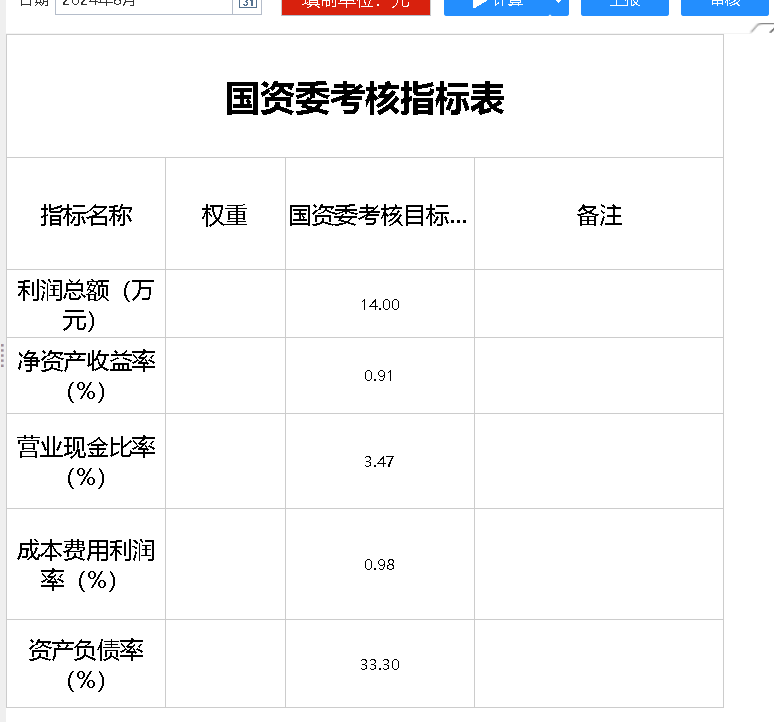 日期 2024年8月 31 填制单位：元 计算 上报 审核
国资委考核指标表
指标名称 权重 国资委考核目标... 备注
利润总额（万
元） 14.00
净资产收益率
（%） 0.91
营业现金比率
（%） 3.47
成本费用利润
率（%） 0.98
资产负债率
（%） 33.30